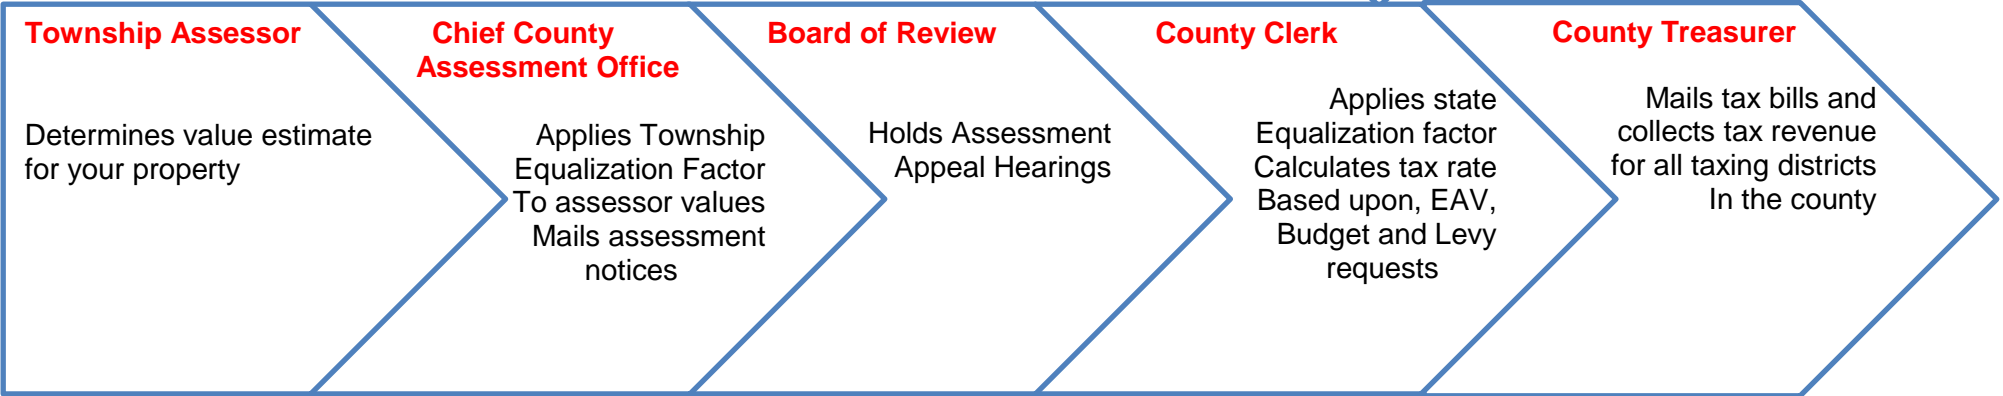 Township Assessor
Determines value estimate
for your property
Chief County
Assessment Office
Applies Township
Equalization Factor
To assessor values
Mails assessment
notices
Board of Review
Holds Assessment
Appeal Hearings
County Clerk
Applies state
Equalization factor
Calculates tax rate
Based upon, EAV,
Budget and Levy
requests
County Treasurer
Mails tax bills and
collects tax revenue
for all taxing districts
In the county